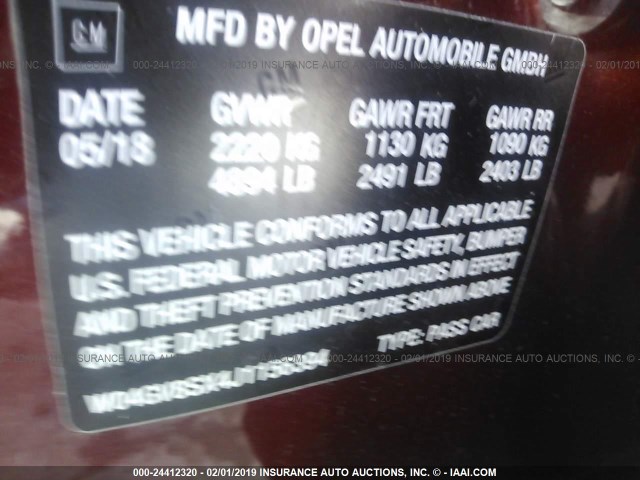 GM
MFD BY OPEL AUTOMOBILE GMBH
DATE GVWR GAWR FRT GAWR RR
05/18 2220 KG 1130 KG 1090 KG
4894 LB 2491 LB 2403 LB
THIS VEHICLE CONFORMS TO ALL APPLICABLE
U.S. FEDERAL MOTOR VEHICLE SAFETY, BUMPER
AND THEFT PREVENTION STANDARDS IN EFFECT
ON THE DATE OF MANUFACTURE SHOWN ABOVE
TYPE: PASS CAR
000-24412320 - 02/01/2019 INSURANCE AUTO AUCTIONS, INC. - © IAAI.COM